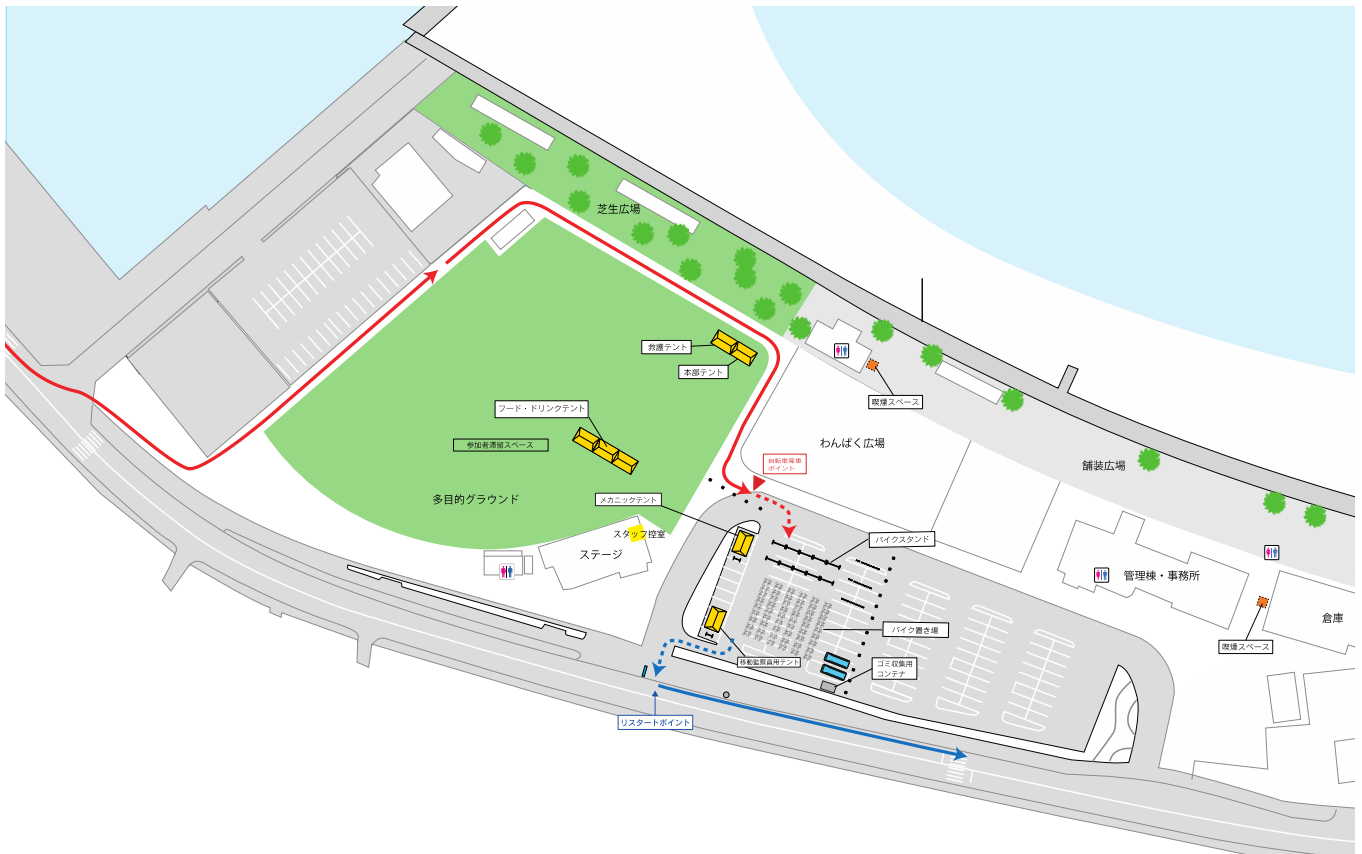 芝生広場
救護テント
本部テント
喫煙スペース
フード・ドリンクテント
参加者滞留スペース
わんぱく広場
舗装広場
自転車降車
ポイント
多目的グラウンド
メカニックテント
スタッフ控室
ステージ
バイクスタンド
管理棟・事務所
倉庫
バイク置き場
喫煙スペース
移動監察員用テント
ゴミ収集用
コンテナ
リスタートポイント